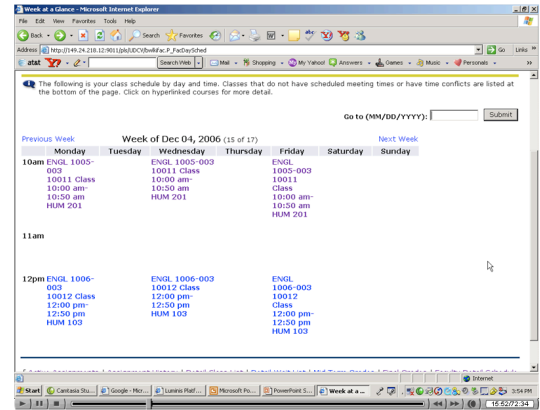 Week at a Glance - Microsoft Internet Explorer
File Edit View Favorites Tools Help
Back Search Favorites
Address http://149.24.218.12:9011/pls/UDCY/bwlkifac.P_FacDaySched Go Links
at&t Y7! Search Web Mail Shopping My Yahoo! Answers Games Music Personals
The following is your class schedule by day and time. Classes that do not have scheduled meeting times or have time conflicts are listed at
the bottom of the page. Click on hyperlinked courses for more detail.
Go to (MM/DD/YYYY): Submit
Previous Week Week of Dec 04, 2006 (15 of 17) Next Week
Monday Tuesday Wednesday Thursday Friday Saturday Sunday
10am ENGL 1005- ENGL 1005-003 ENGL
003 10011 Class 1005-003
10011 Class 10:00 am- 10011
10:00 am- 10:50 am Class
10:50 am HUM 201 10:00 am-
HUM 201 10:50 am
HUM 201
11am
12pm ENGL 1006- ENGL 1006-003 ENGL
003 10012 Class 1006-003
10012 Class 12:00 pm- 10012
12:00 pm- 12:50 pm Class
12:50 pm HUM 103 12:00 pm-
HUM 103 12:50 pm
HUM 103
Internet
Start Camtasia Stu... Google - Micr... Luminis Platf... Microsoft Po... PowerPoint S... Week at a ... 3:54 PM
15:50/72:34